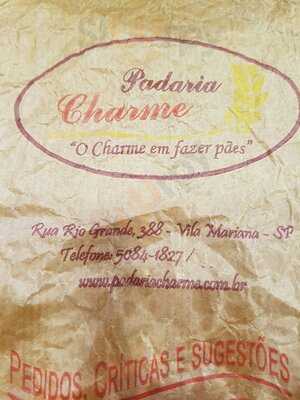 Padaria
Charme
"O Charme em fazer pães"
Rua Rio Grande, 388 - Vila Mariana - SP
Telefone: 5084-1827 /
www.padariacharme.com.br
PEDIDOS, CRÍTICAS E SUGESTÕES